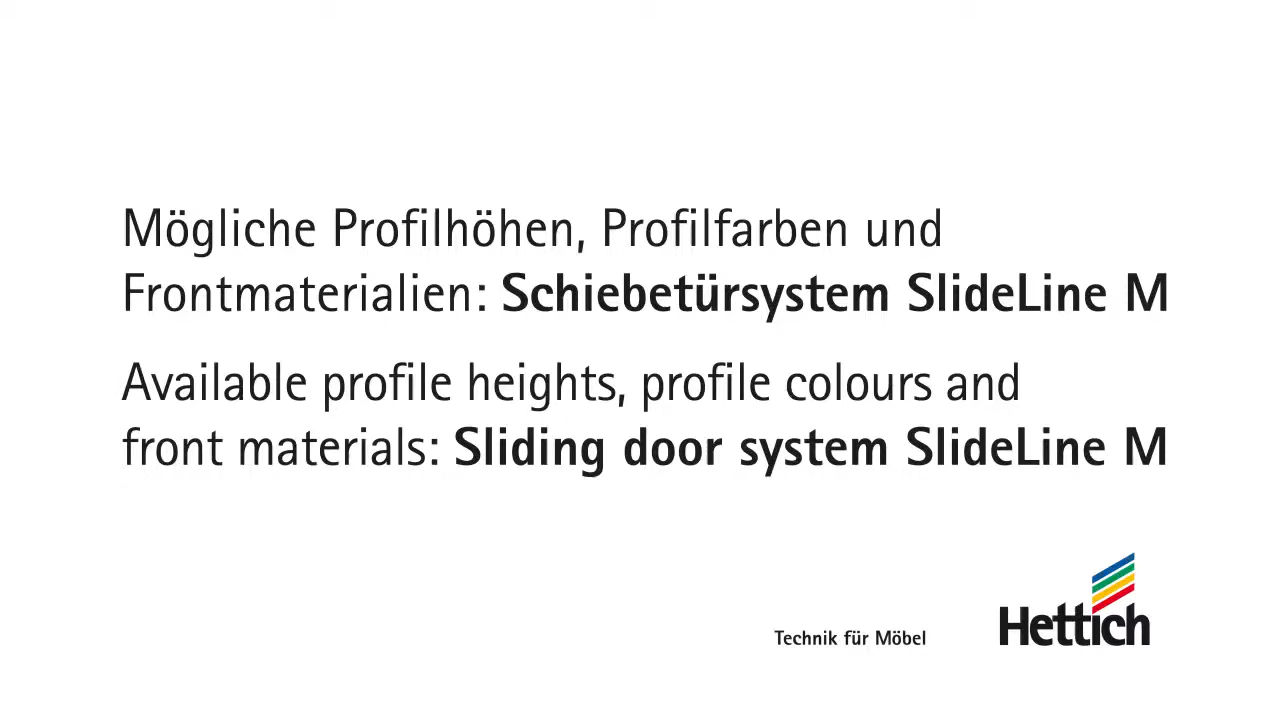 Mögliche Profilhöhen, Profilfarben und
Frontmaterialien: Schiebetürsystem SlideLine M
Available profile heights, profile colours and
front materials: Sliding door system SlideLine M
Technik für Möbel
Hettich